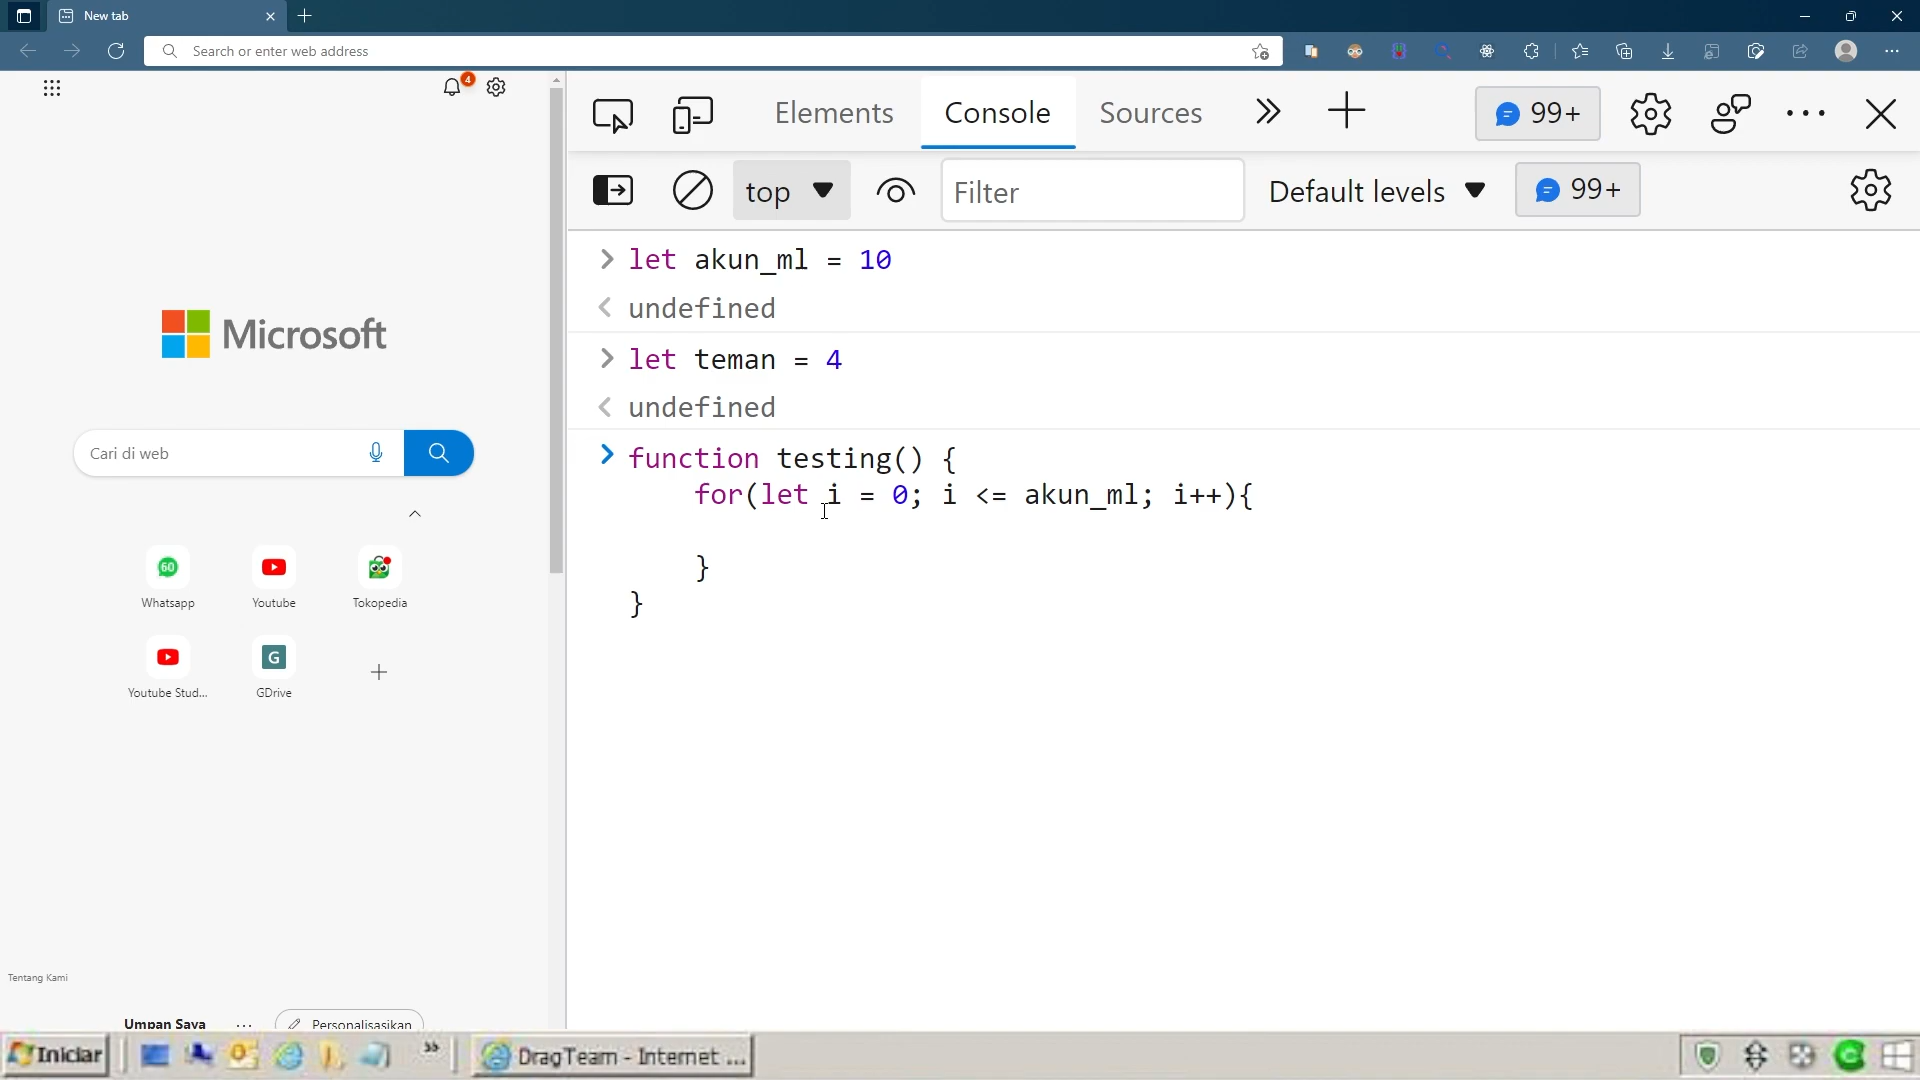 New tab
Search or enter web address
4
Microsoft
Cari di web
60
Whatsapp
Youtube
Tokopedia
Youtube Stud...
G
GDrive
Tentang Kami
Umpan Saya
Personalisasikan
Elements
Console
Sources
99+
top
Filter
Default levels
99+
> let akun_ml = 10
< undefined
> let teman = 4
< undefined
> function testing() {
for(let i = 0; i <= akun_ml; i++){
}
}
Iniciar
DragTeam - Internet ...